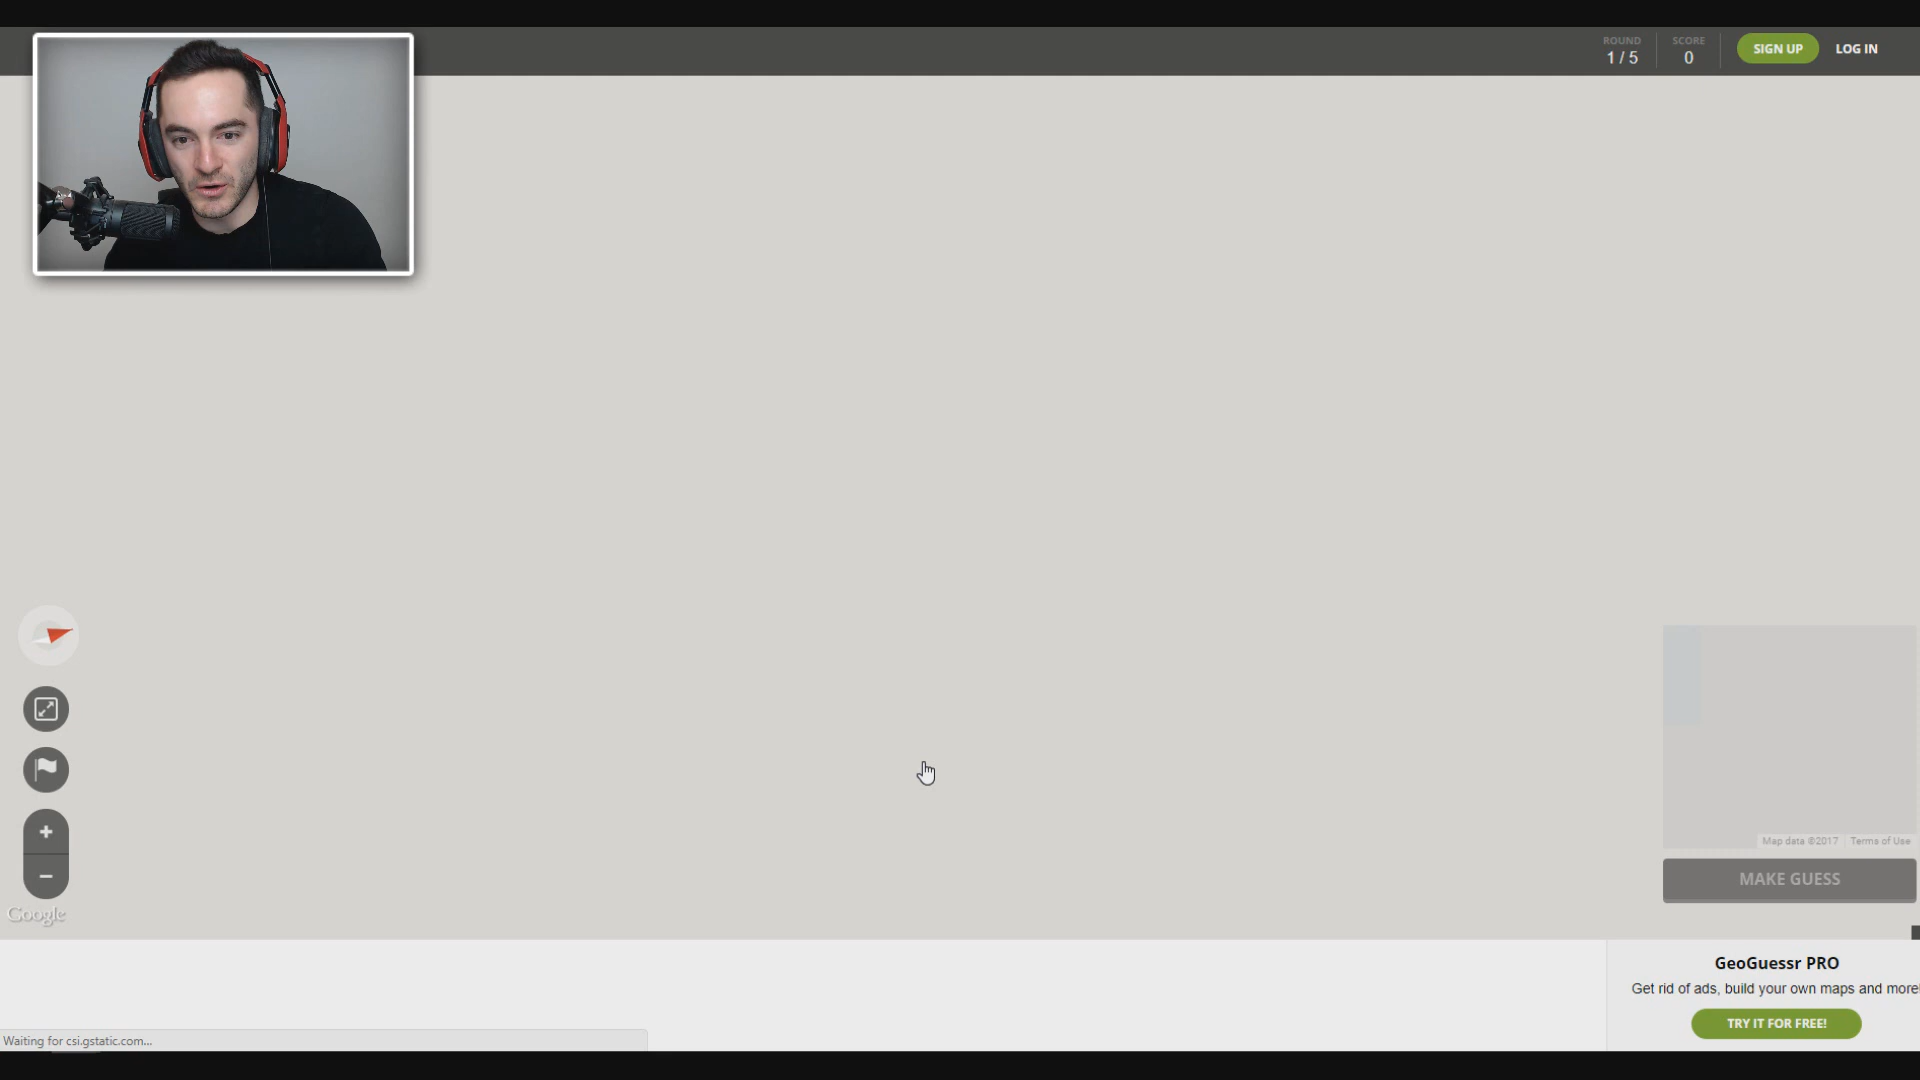 ROUND
1 / 5
SCORE
0
SIGN UP
LOG IN
Google
Map data ©2017
Terms of Use
MAKE GUESS
GeoGuessr PRO
Get rid of ads, build your own maps and more!
TRY IT FOR FREE!
Waiting for csi.gstatic.com...